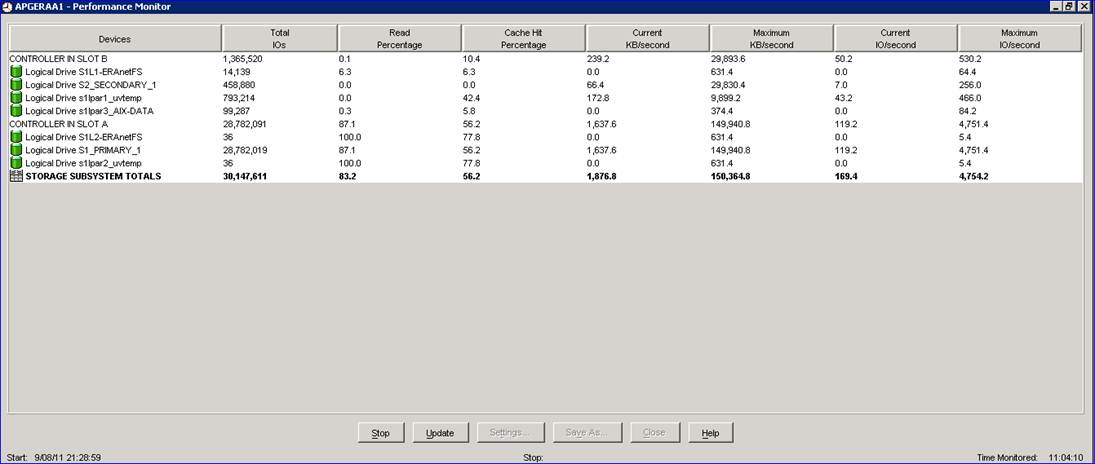 APGERAA1 - Performance Monitor
Devices Total IOs Read Percentage Cache Hit Percentage Current KB/second Maximum KB/second Current IO/second Maximum IO/second
CONTROLLER IN SLOT B 1,365,520 0.1 10.4 239.2 29,893.6 50.2 530.2
Logical Drive S1L1-ERAnetFS 14,139 6.3 6.3 0.0 631.4 0.0 64.4
Logical Drive S2_SECONDARY_1 458,880 0.0 0.0 66.4 29,830.4 7.0 256.0
Logical Drive s1lpar1_uvtemp 793,214 0.0 42.4 172.8 9,899.2 43.2 466.0
Logical Drive s1lpar3_AIX-DATA 99,287 0.3 5.8 0.0 374.4 0.0 84.2
CONTROLLER IN SLOT A 28,782,091 87.1 56.2 1,637.6 149,940.8 119.2 4,751.4
Logical Drive S1L2-ERAnetFS 36 100.0 77.8 0.0 631.4 0.0 5.4
Logical Drive S1_PRIMARY_1 28,782,019 87.1 56.2 1,637.6 149,940.8 119.2 4,751.4
Logical Drive s1lpar2_uvtemp 36 100.0 77.8 0.0 631.4 0.0 5.4
STORAGE SUBSYSTEM TOTALS 30,147,611 83.2 56.2 1,876.8 150,364.8 169.4 4,754.2
Stop Update Settings... Save As... Close Help
Start: 9/08/11 21:28:59 Stop: Time Monitored: 11:04:10